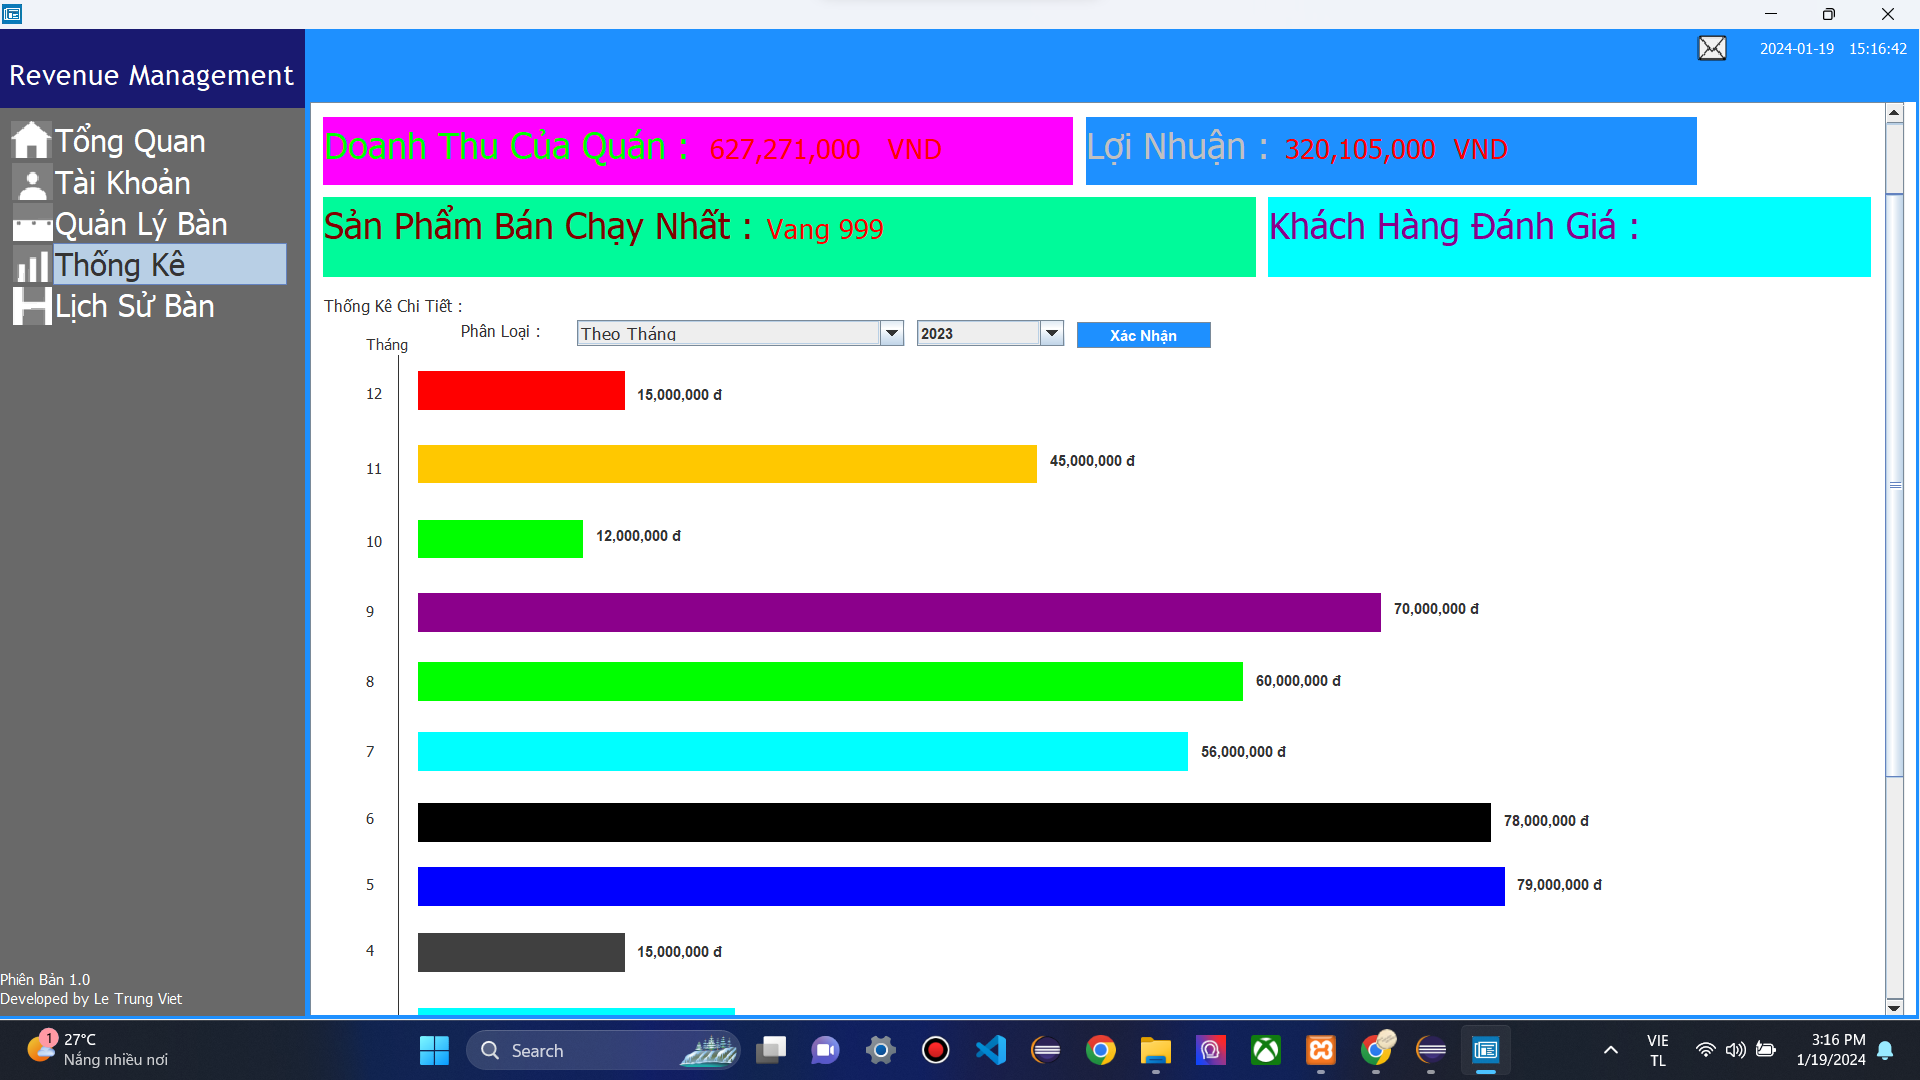 2024-01-19 15:16:42
Revenue Management
Tổng Quan
Tài Khoản
Quản Lý Bàn
Thống Kê
Lịch Sử Bàn
Phiên Bản 1.0
Developed by Le Trung Viet
Doanh Thu Của Quán : 627,271,000 VND
Lợi Nhuận : 320,105,000 VND
Sản Phẩm Bán Chạy Nhất : Vang 999
Khách Hàng Đánh Giá :
Thống Kê Chi Tiết :
Phân Loại : Theo Tháng 2023 Xác Nhận
Tháng
12 15,000,000 đ
11 45,000,000 đ
10 12,000,000 đ
9 70,000,000 đ
8 60,000,000 đ
7 56,000,000 đ
6 78,000,000 đ
5 79,000,000 đ
4 15,000,000 đ
1
27°C
Nắng nhiều nơi
Search
VIE
TL
3:16 PM
1/19/2024